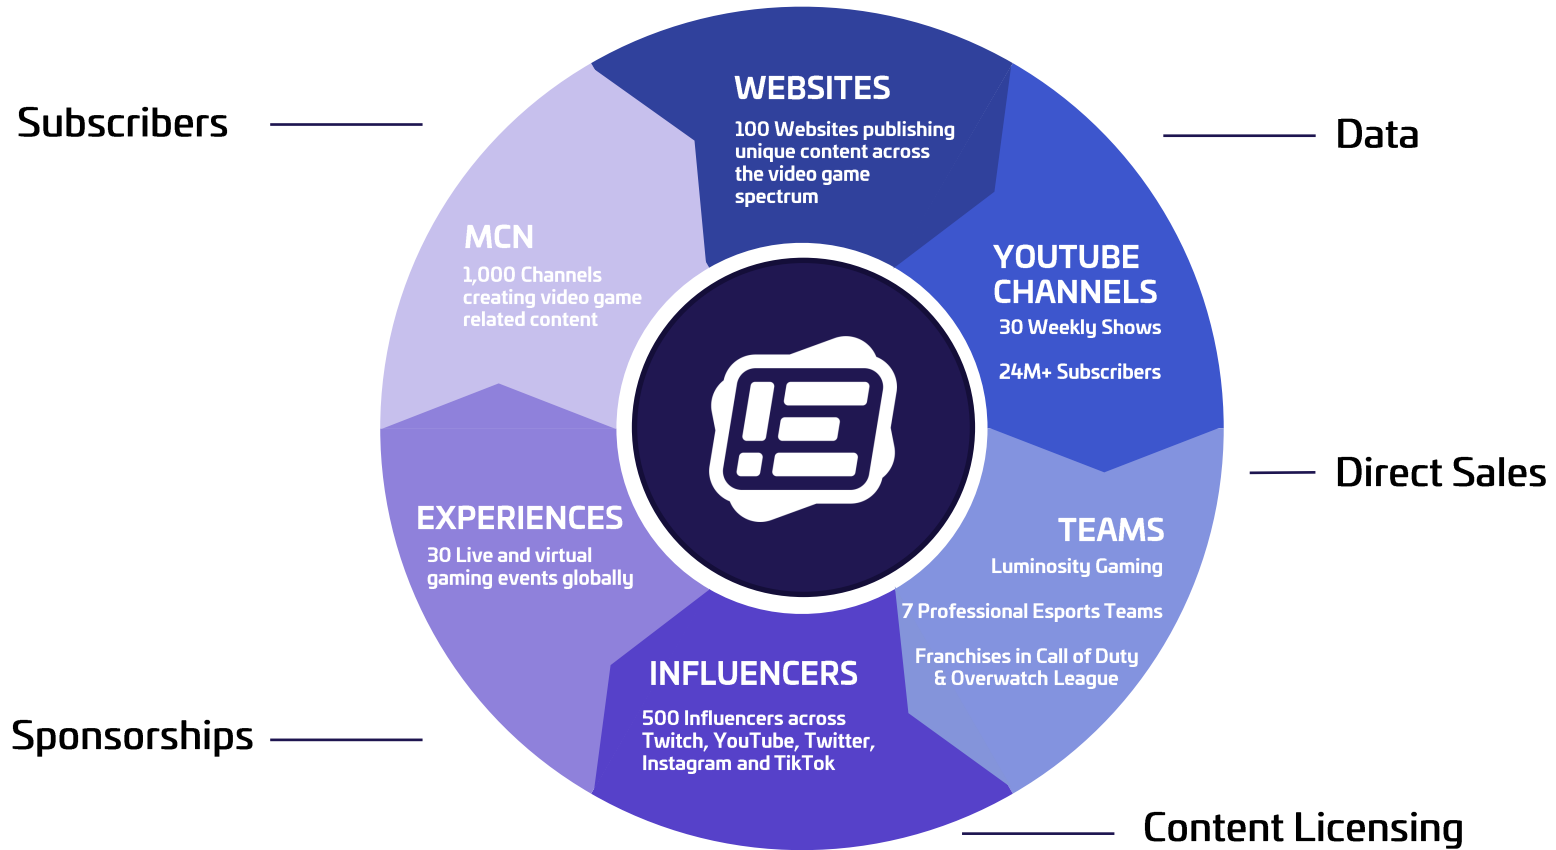 Subscribers
Data
Direct Sales
Content Licensing
Sponsorships
WEBSITES
100 Websites publishing
unique content across
the video game
spectrum
YOUTUBE
CHANNELS
30 Weekly Shows
24M+ Subscribers
TEAMS
Luminosity Gaming
7 Professional Esports Teams
Franchises in Call of Duty
& Overwatch League
INFLUENCERS
500 Influencers across
Twitch, YouTube, Twitter,
Instagram and TikTok
EXPERIENCES
30 Live and virtual
gaming events globally
MCN
1,000 Channels
creating video game
related content